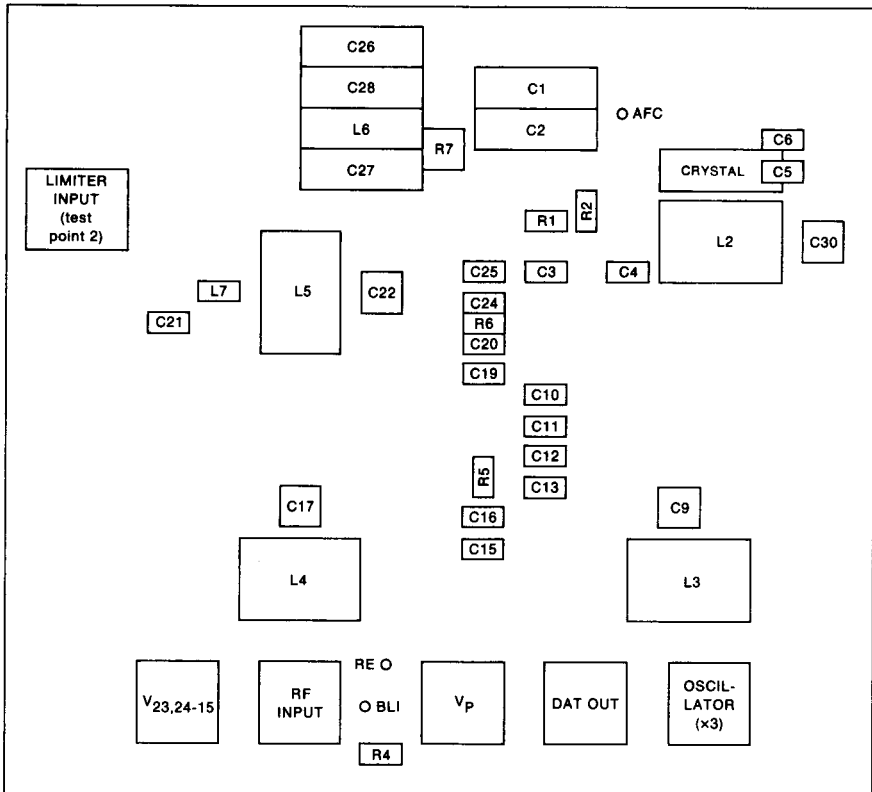 C26
C28
C1
L6
C2
AFC
R7
C6
C27
CRYSTAL
C5
LIMITER
INPUT
(test
point 2)
R1
R2
L2
C30
L5
C25
C3
C4
L7
C22
C21
C24
R6
C20
C19
C10
C11
C12
R5
C13
C17
C16
C9
C15
L4
L3
RE
V23,24-15
RF
INPUT
BLI
VP
DAT OUT
OSCIL-
LATOR
(×3)
R4